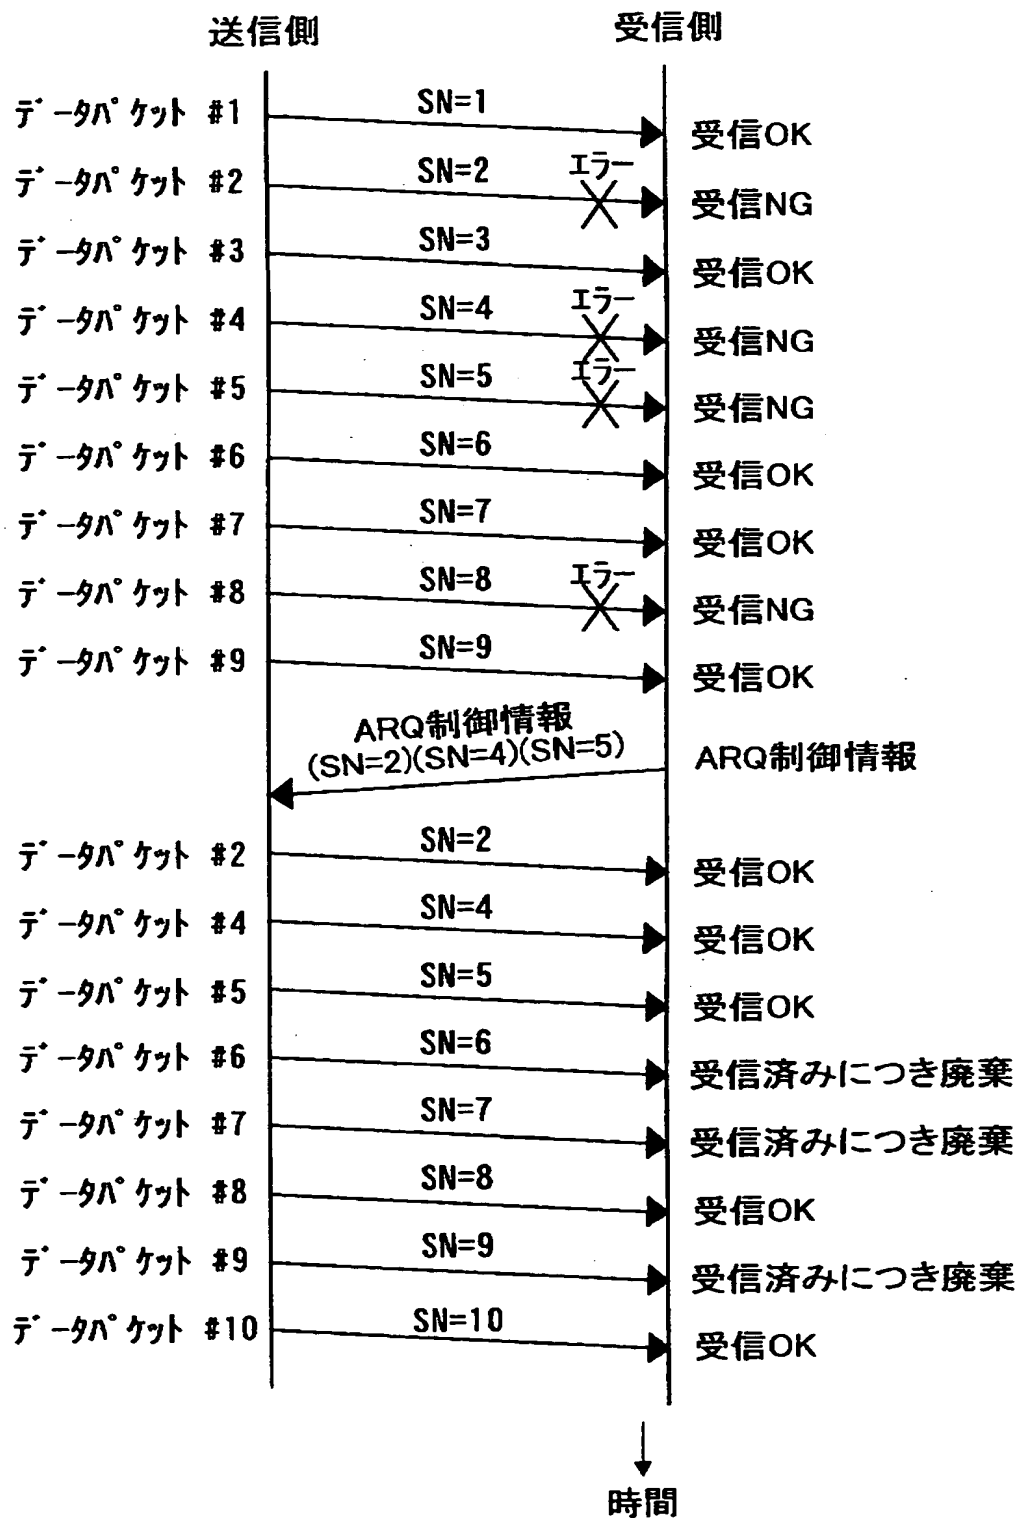 送信側 受信側
データパケット #1 SN=1 受信OK
データパケット #2 SN=2 エラー 受信NG
データパケット #3 SN=3 受信OK
データパケット #4 SN=4 エラー 受信NG
データパケット #5 SN=5 エラー 受信NG
データパケット #6 SN=6 受信OK
データパケット #7 SN=7 受信OK
データパケット #8 SN=8 エラー 受信NG
データパケット #9 SN=9 受信OK
ARQ制御情報
(SN=2)(SN=4)(SN=5) ARQ制御情報
データパケット #2 SN=2 受信OK
データパケット #4 SN=4 受信OK
データパケット #5 SN=5 受信OK
データパケット #6 SN=6 受信済みにつき廃棄
データパケット #7 SN=7 受信済みにつき廃棄
データパケット #8 SN=8 受信OK
データパケット #9 SN=9 受信済みにつき廃棄
データパケット #10 SN=10 受信OK
時間